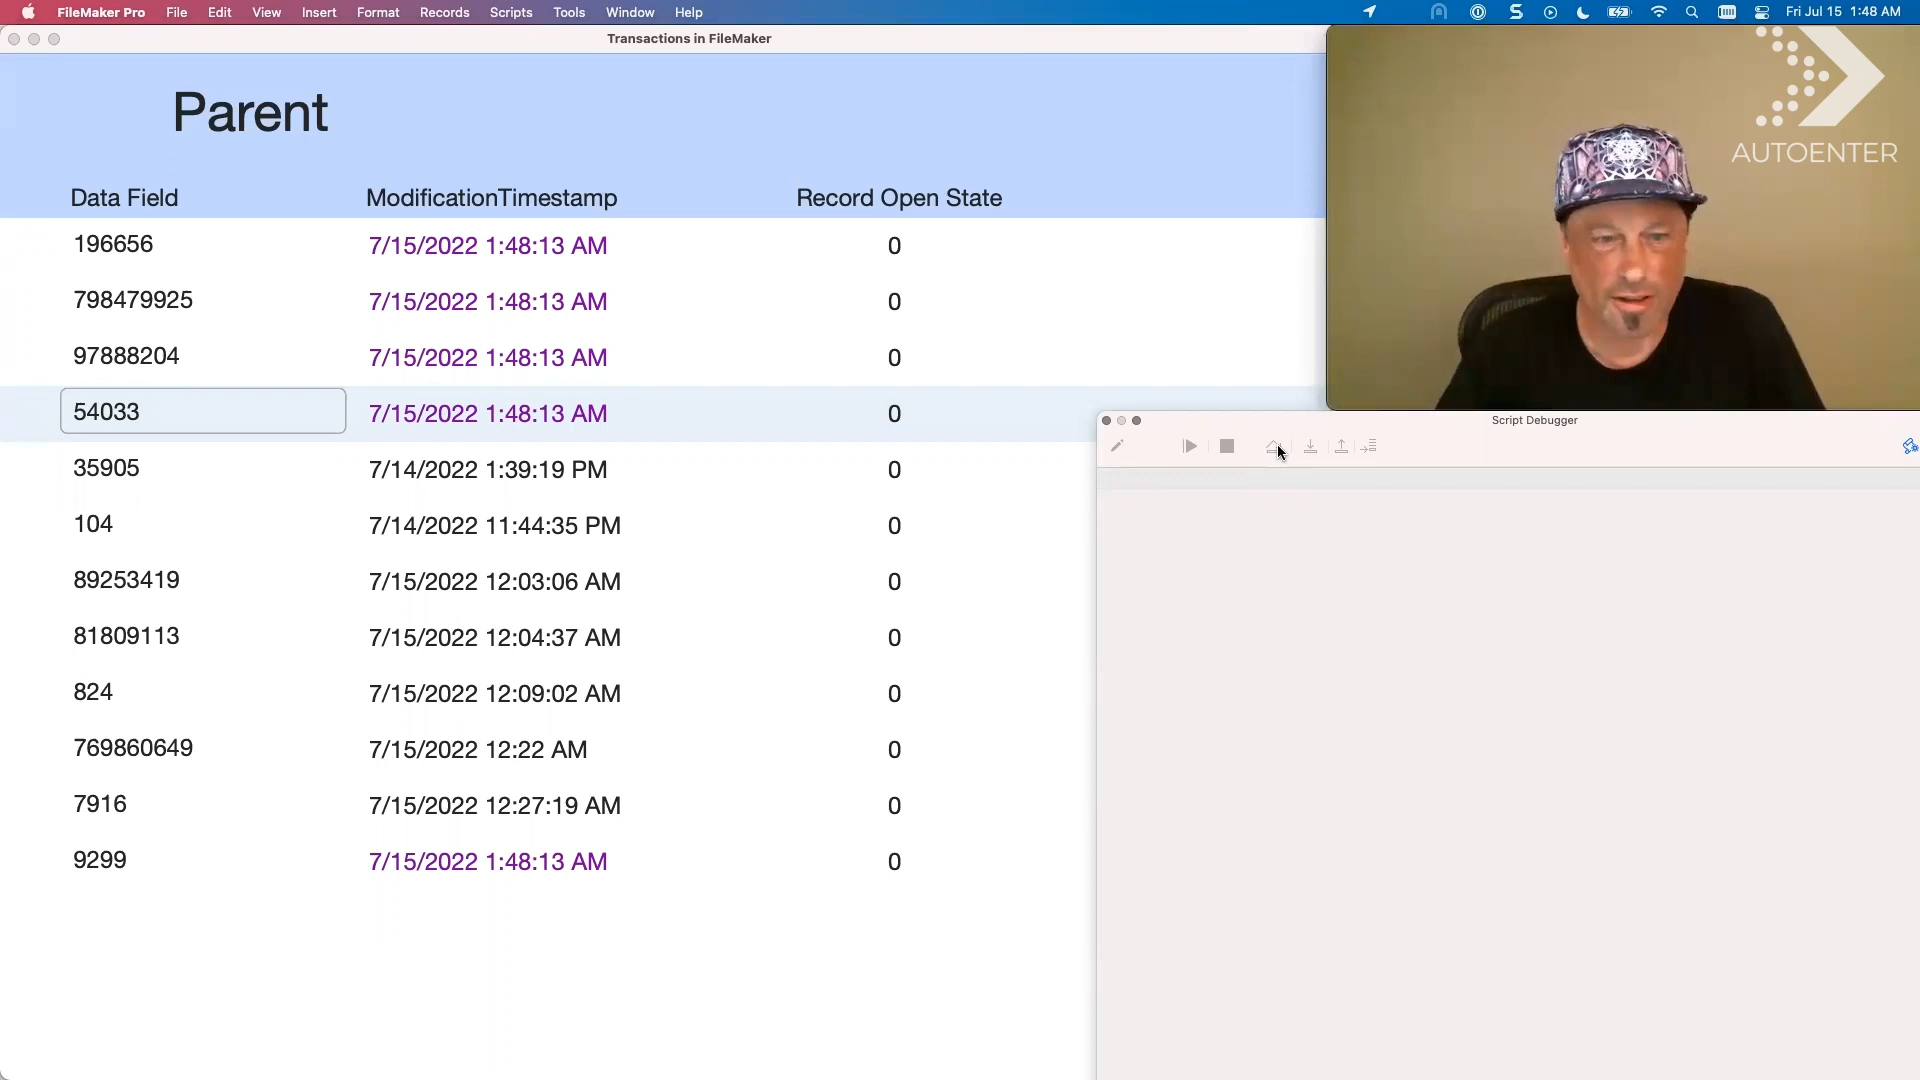 FileMaker Pro File Edit View Insert Format Records Scripts Tools Window Help Fri Jul 15 1:48 AM
Transactions in FileMaker
Parent
AUTOENTER
Data Field ModificationTimestamp Record Open State
196656 7/15/2022 1:48:13 AM 0
798479925 7/15/2022 1:48:13 AM 0
97888204 7/15/2022 1:48:13 AM 0
54033 7/15/2022 1:48:13 AM 0
Script Debugger
35905 7/14/2022 1:39:19 PM 0
104 7/14/2022 11:44:35 PM 0
89253419 7/15/2022 12:03:06 AM 0
81809113 7/15/2022 12:04:37 AM 0
824 7/15/2022 12:09:02 AM 0
769860649 7/15/2022 12:22 AM 0
7916 7/15/2022 12:27:19 AM 0
9299 7/15/2022 1:48:13 AM 0